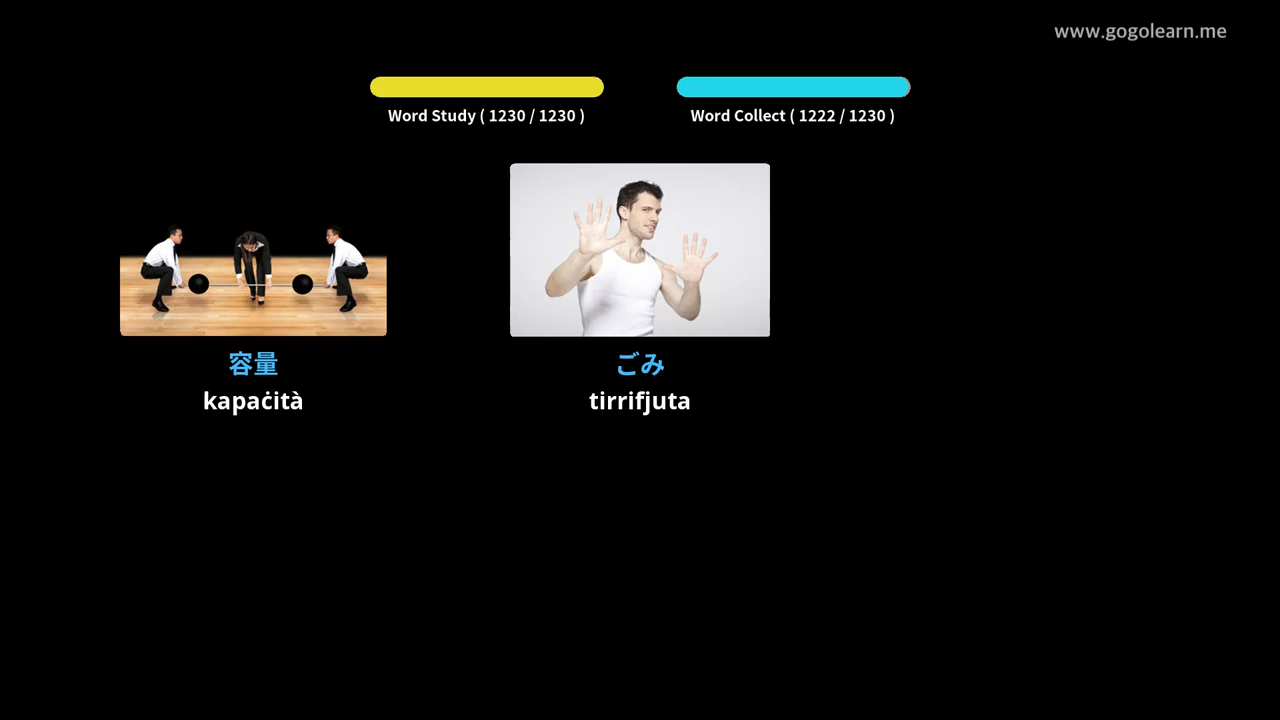 www.gogolearn.me
Word Study ( 1230 / 1230 )
Word Collect ( 1222 / 1230 )
容量
kapaċità
ごみ
tirrifjuta